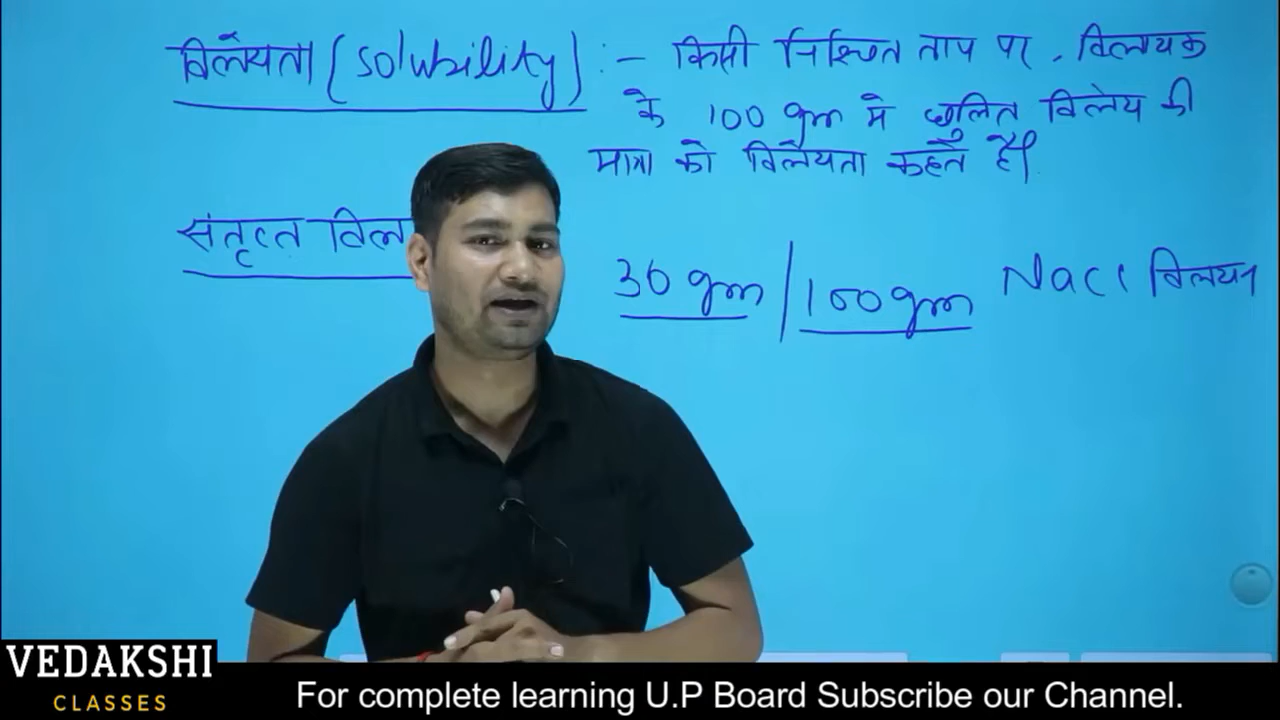 विलेयता (solubility) :- किसी निश्चित ताप पर, विलायक
के 100 gm मे घुलित विलेय की
मात्रा को विलेयता कहते है।
संतृप्त विल
30 gm / 100 gm NaCl विलयन
VEDAKSHI
CLASSES
For complete learning U.P Board Subscribe our Channel.